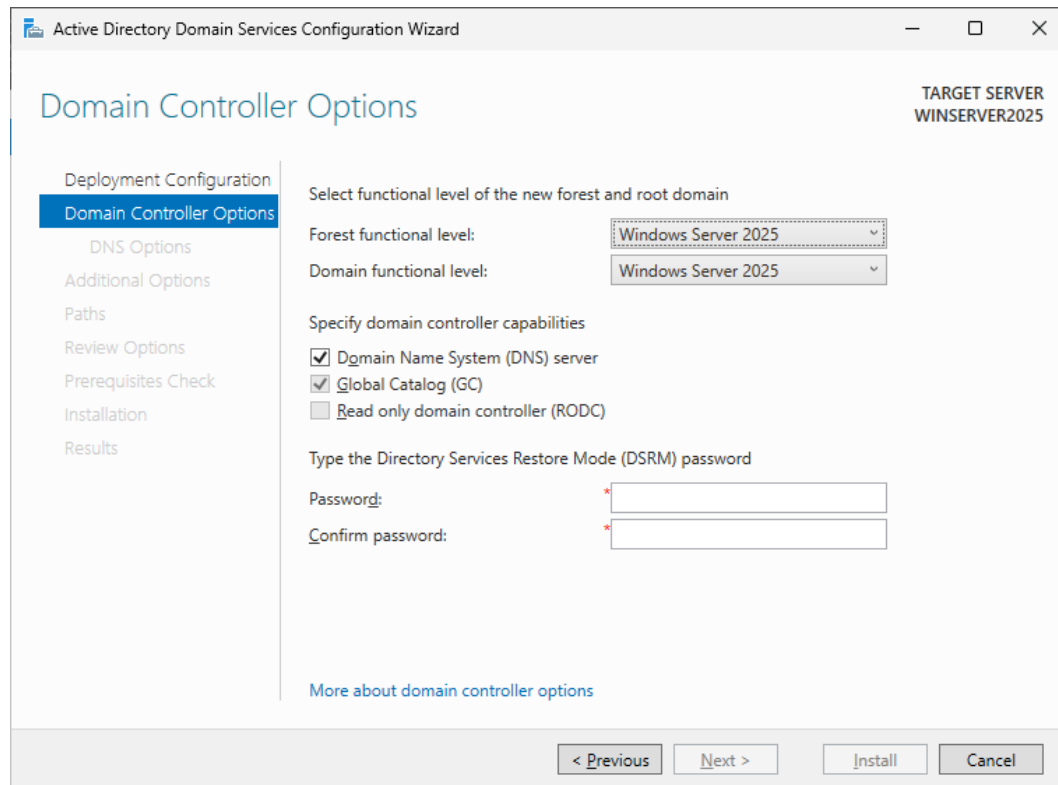 Active Directory Domain Services Configuration Wizard
Domain Controller Options
TARGET SERVER
WINSERVER2025
Deployment Configuration
Domain Controller Options
DNS Options
Additional Options
Paths
Review Options
Prerequisites Check
Installation
Results
Select functional level of the new forest and root domain
Forest functional level: Windows Server 2025
Domain functional level: Windows Server 2025
Specify domain controller capabilities
Domain Name System (DNS) server
Global Catalog (GC)
Read only domain controller (RODC)
Type the Directory Services Restore Mode (DSRM) password
Password: *
Confirm password: *
More about domain controller options
< Previous Next > Install Cancel